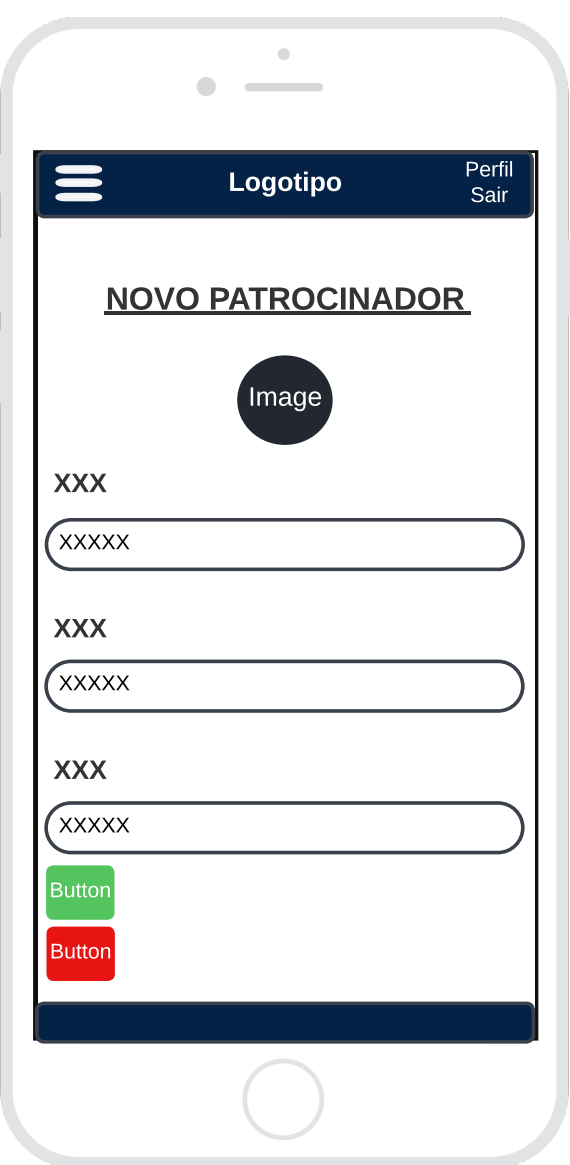 Logotipo
Perfil
Sair
NOVO PATROCINADOR
Image
XXX
XXXXX
XXX
XXXXX
XXX
XXXXX
Button
Button